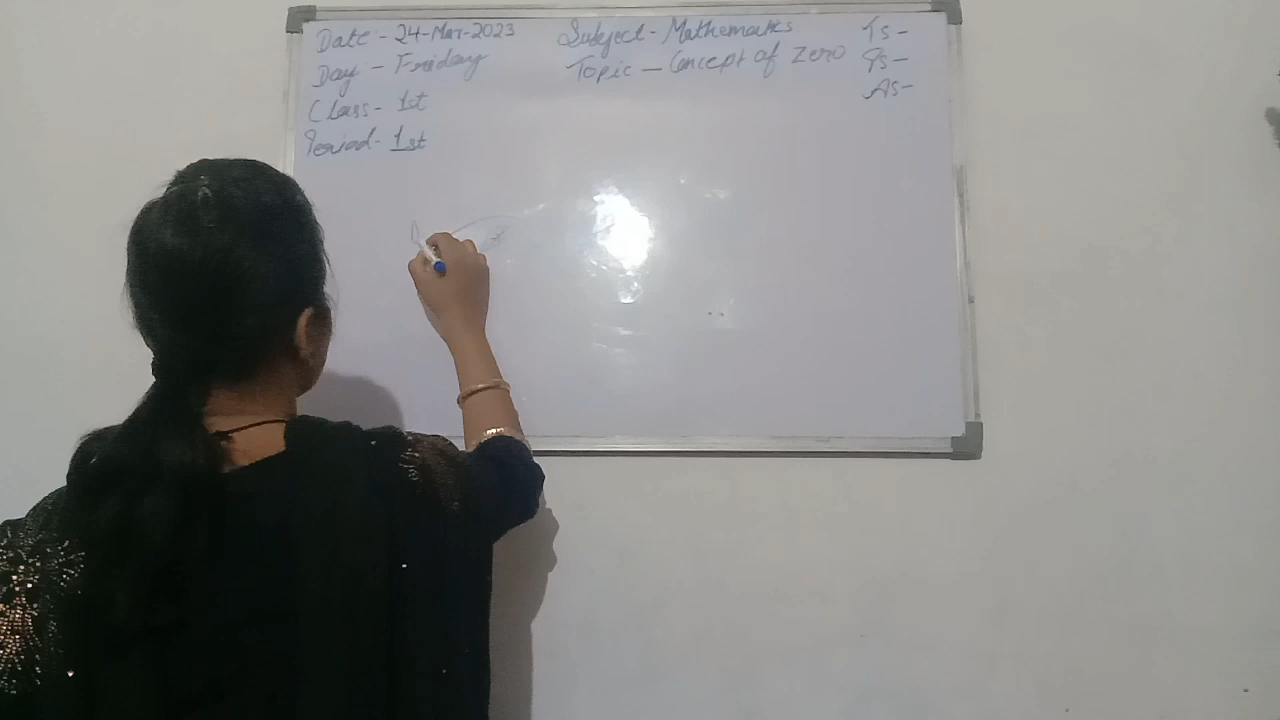 Date - 24-Mar-2023
Day - Friday
Class - 1st
Period - 1st
Subject - Mathematics
Topic - Concept of Zero
Ts -
Ps -
As -